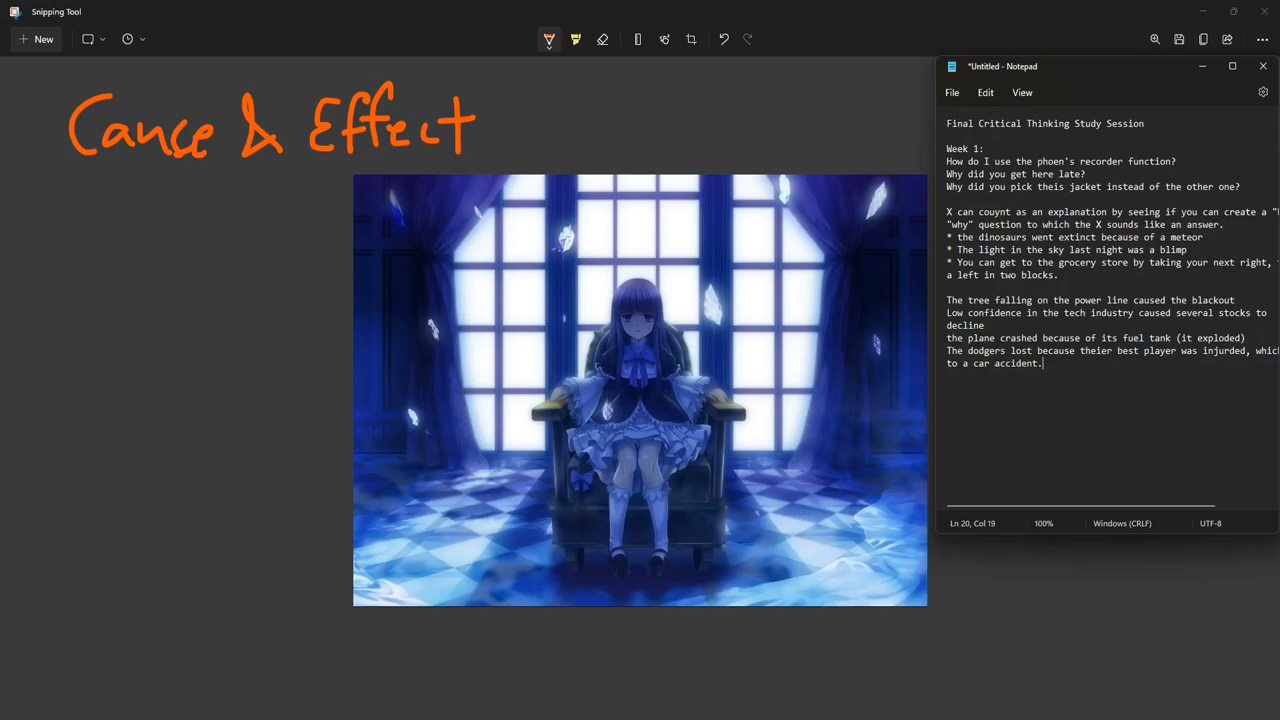 Snipping Tool
New
Cause & Effect
*Untitled - Notepad
File Edit View
Final Critical Thinking Study Session
Week 1:
How do I use the phoen's recorder function?
Why did you get here late?
Why did you pick theis jacket instead of the other one?
X can couynt as an explanation by seeing if you can create a "
"why" question to which the X sounds like an answer.
* the dinosaurs went extinct because of a meteor
* The light in the sky last night was a blimp
* You can get to the grocery store by taking your next right,
a left in two blocks.
The tree falling on the power line caused the blackout
Low confidence in the tech industry caused several stocks to
decline
the plane crashed because of its fuel tank (it exploded)
The dodgers lost because theier best player was injurded, whic
to a car accident.
Ln 20, Col 19 100% Windows (CRLF) UTF-8